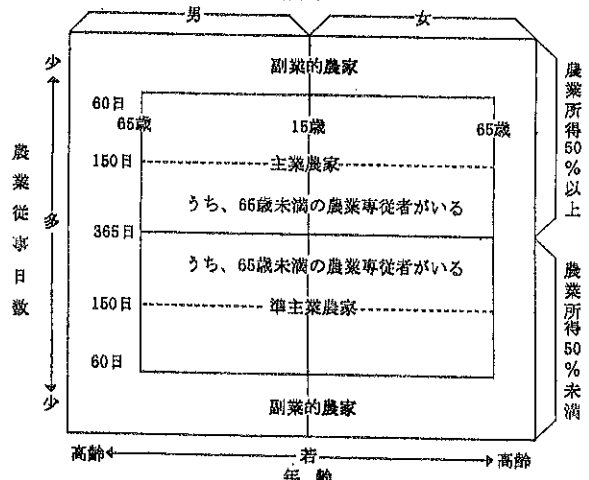 男 女
少
副業的農家
60日
65歳 15歳 65歳
150日 主業農家
うち、65歳未満の農業専従者がいる
多 365日
うち、65歳未満の農業専従者がいる
150日 準主業農家
60日
少 副業的農家
高齢 若 高齢
年齢
農業従事日数
農業所得50%以上
農業所得50%未満